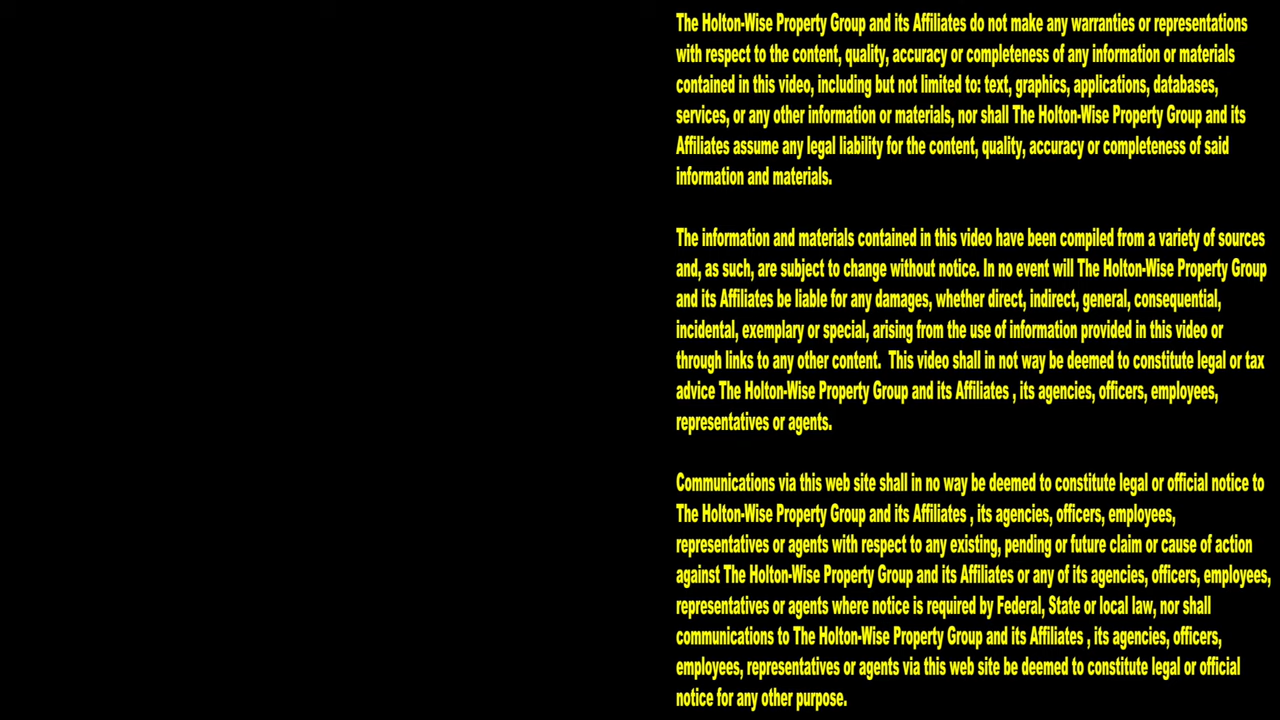 The Holton-Wise Property Group and its Affiliates do not make any warranties or representations
with respect to the content, quality, accuracy or completeness of any information or materials
contained in this video, including but not limited to: text, graphics, applications, databases,
services, or any other information or materials, nor shall The Holton-Wise Property Group and its
Affiliates assume any legal liability for the content, quality, accuracy or completeness of said
information and materials.
The information and materials contained in this video have been compiled from a variety of sources
and, as such, are subject to change without notice. In no event will The Holton-Wise Property Group
and its Affiliates be liable for any damages, whether direct, indirect, general, consequential,
incidental, exemplary or special, arising from the use of information provided in this video or
through links to any other content.  This video shall in not way be deemed to constitute legal or tax
advice The Holton-Wise Property Group and its Affiliates , its agencies, officers, employees,
representatives or agents.
Communications via this web site shall in no way be deemed to constitute legal or official notice to
The Holton-Wise Property Group and its Affiliates , its agencies, officers, employees,
representatives or agents with respect to any existing, pending or future claim or cause of action
against The Holton-Wise Property Group and its Affiliates or any of its agencies, officers, employees,
representatives or agents where notice is required by Federal, State or local law, nor shall
communications to The Holton-Wise Property Group and its Affiliates , its agencies, officers,
employees, representatives or agents via this web site be deemed to constitute legal or official
notice for any other purpose.